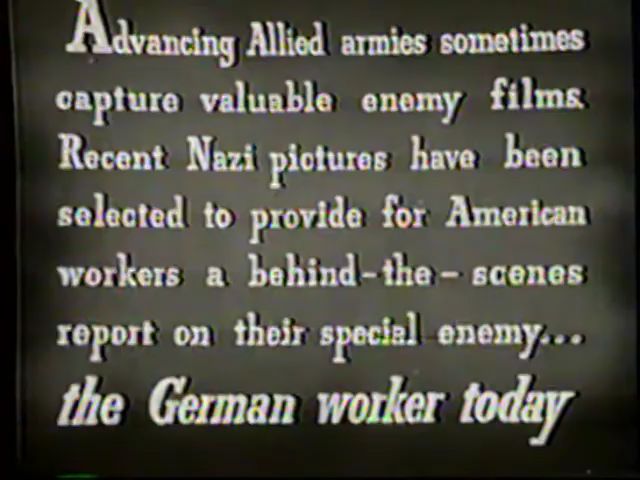 Advancing Allied armies sometimes
capture valuable enemy films.
Recent Nazi pictures have been
selected to provide for American
workers a behind-the-scenes
report on their special enemy...
the German worker today